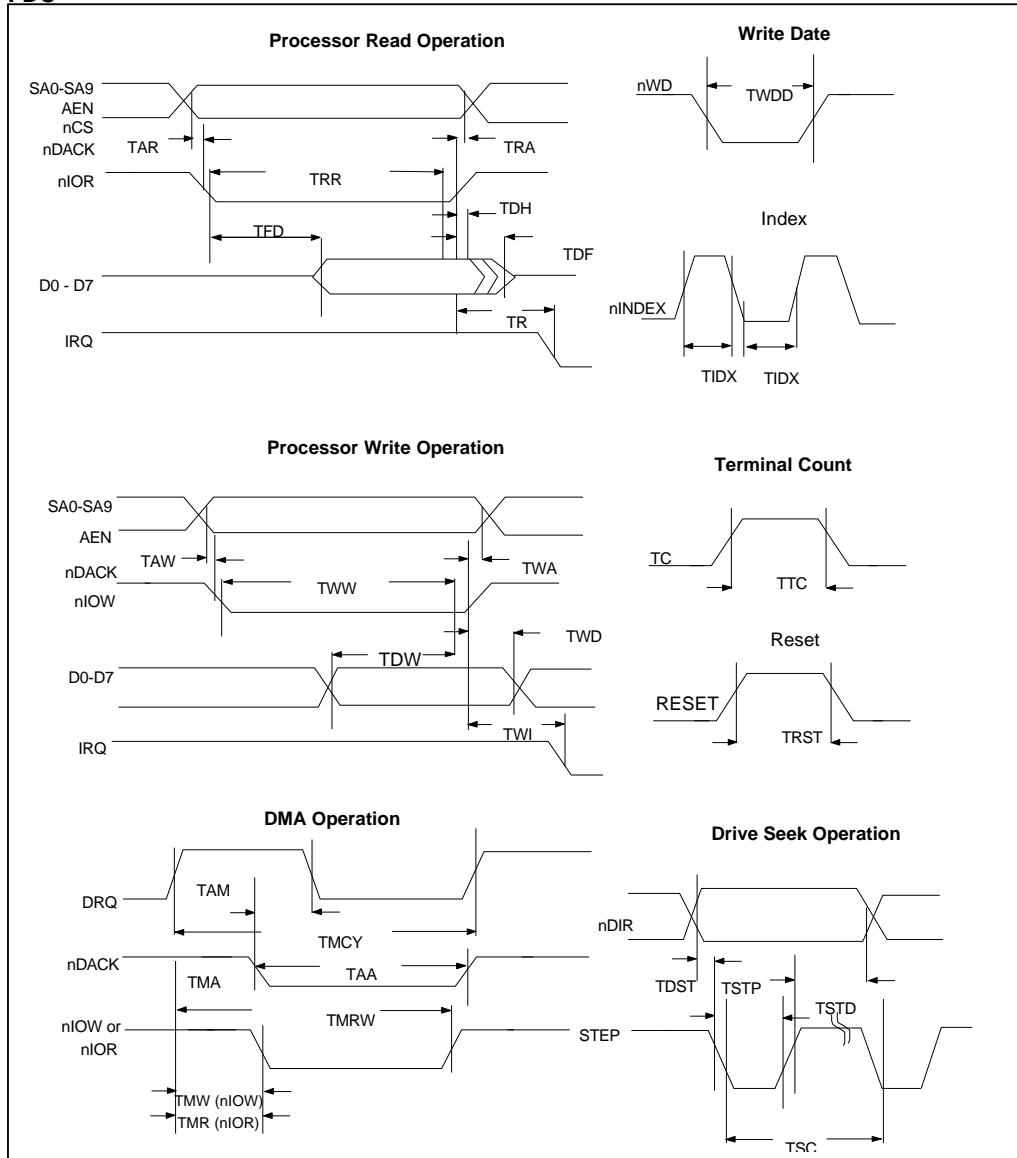 FDC
Processor Read Operation
SA0-SA9
AEN
nCS
nDACK
TAR
TRA
nIOR
TRR
TDH
TFD
TDF
D0 - D7
TR
IRQ
Write Date
nWD
TWDD
Index
nINDEX
TIDX
TIDX
Processor Write Operation
SA0-SA9
AEN
TAW
nDACK
TWA
nIOW
TWW
TWD
TDW
D0-D7
TWI
IRQ
Terminal Count
TC
TTC
Reset
RESET
TRST
DMA Operation
TAM
DRQ
TMCY
nDACK
TMA
TAA
nIOW or
nIOR
TMRW
TMW (nIOW)
TMR (nIOR)
Drive Seek Operation
nDIR
TDST
TSTP
TSTD
STEP
TSC